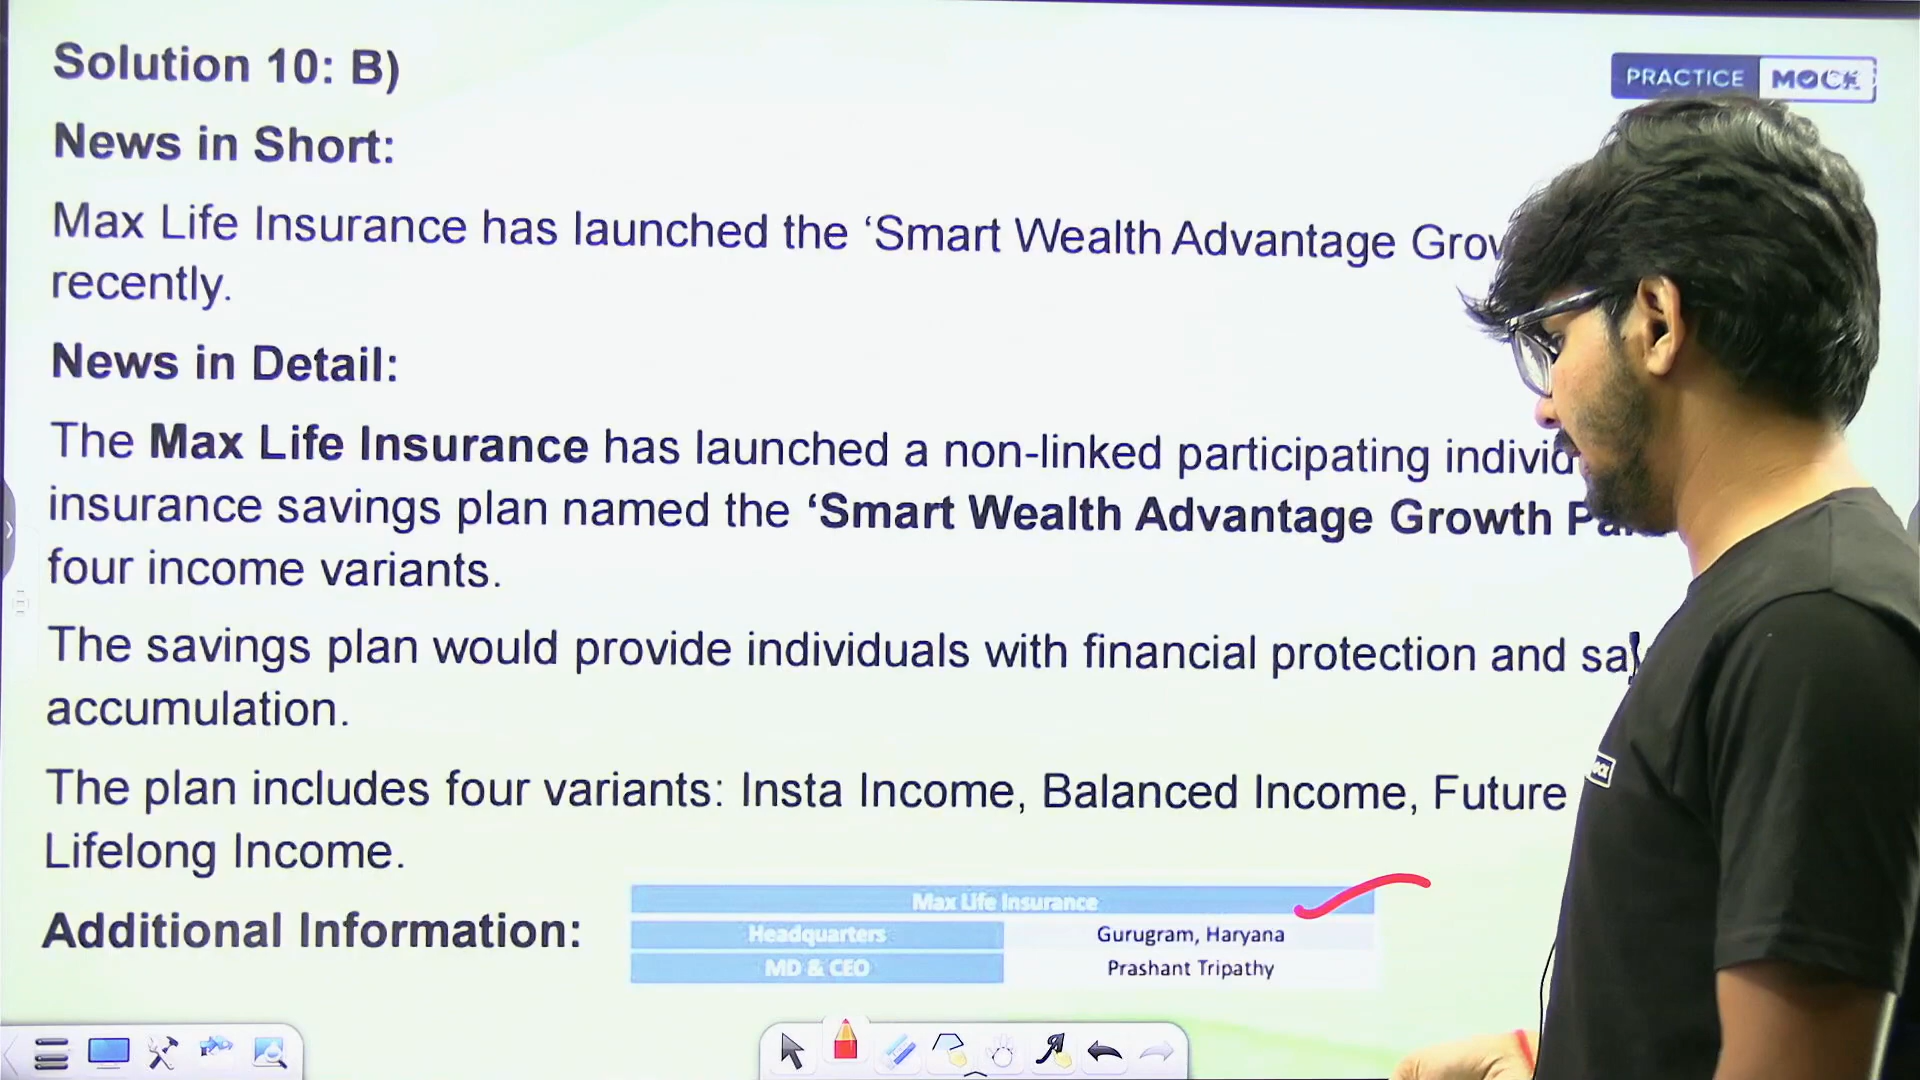 Solution 10: B)
PRACTICE MOCK
News in Short:
Max Life Insurance has launched the ‘Smart Wealth Advantage
recently.
News in Detail:
The Max Life Insurance has launched a non-linked participating
insurance savings plan named the ‘Smart Wealth Advantage Growth
four income variants.
The savings plan would provide individuals with financial protection and
accumulation.
The plan includes four variants: Insta Income, Balanced Income, Future
Lifelong Income.
Additional Information:
Max Life Insurance
Headquarters Gurugram, Haryana
MD & CEO Prashant Tripathy